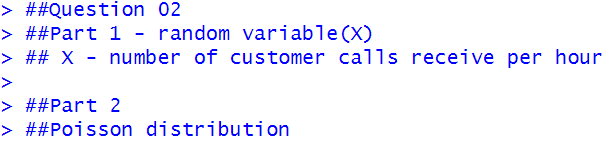 > ##Question 02
> ##Part 1 - random variable(X)
> ## X - number of customer calls receive per hour
>
> ##Part 2
> ##Poisson distribution